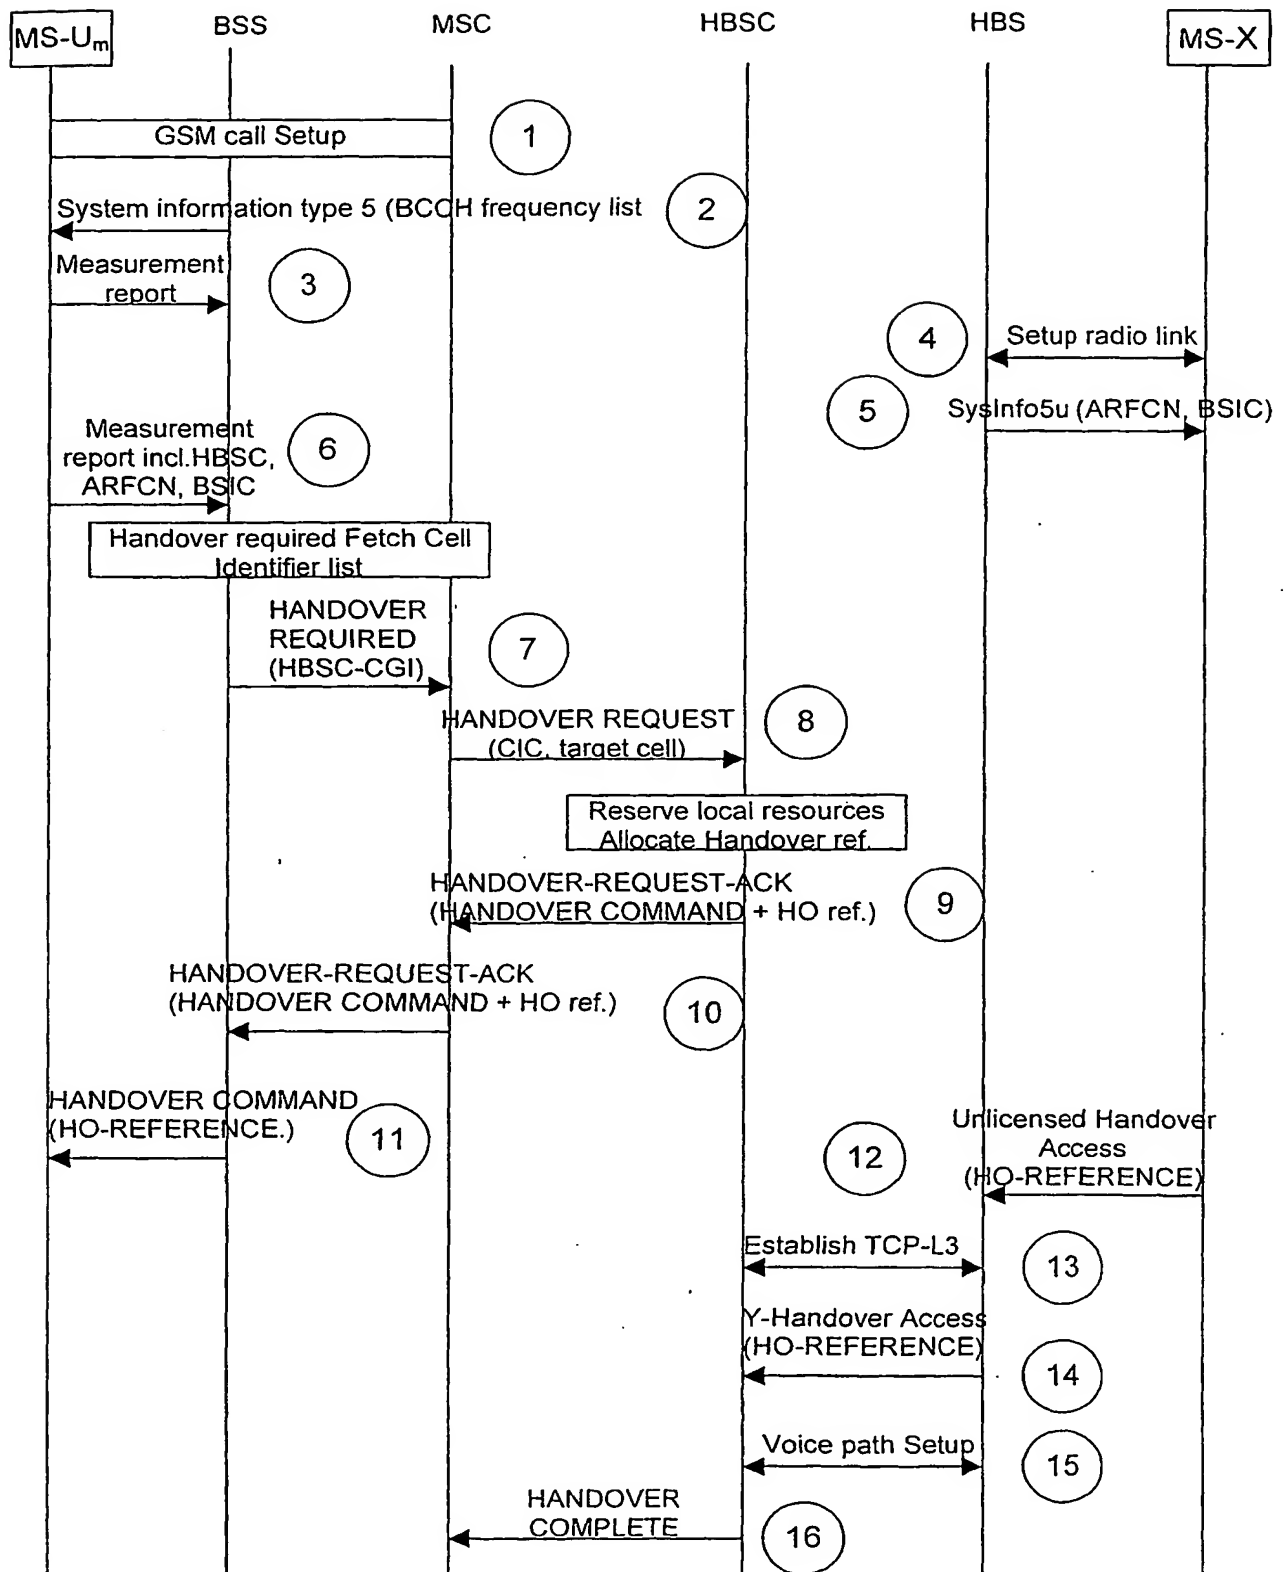 MS-Um
BSS
MSC
HBSC
HBS
MS-X
GSM call Setup
1
System information type 5 (BCCH frequency list
2
Measurement
report
3
4
Setup radio link
5
SysInfo5u (ARFCN, BSIC)
Measurement
report incl.HBSC,
ARFCN, BSIC
6
Handover required Fetch Cell
Identifier list
HANDOVER
REQUIRED
(HBSC-CGI)
7
HANDOVER REQUEST
(CIC, target cell)
8
Reserve local resources
Allocate Handover ref.
HANDOVER-REQUEST-ACK
(HANDOVER COMMAND + HO ref.)
9
HANDOVER-REQUEST-ACK
(HANDOVER COMMAND + HO ref.)
10
HANDOVER COMMAND
(HO-REFERENCE.)
11
12
Unlicensed Handover
Access
(HO-REFERENCE)
Establish TCP-L3
13
Y-Handover Access
(HO-REFERENCE)
14
Voice path Setup
15
HANDOVER
COMPLETE
16